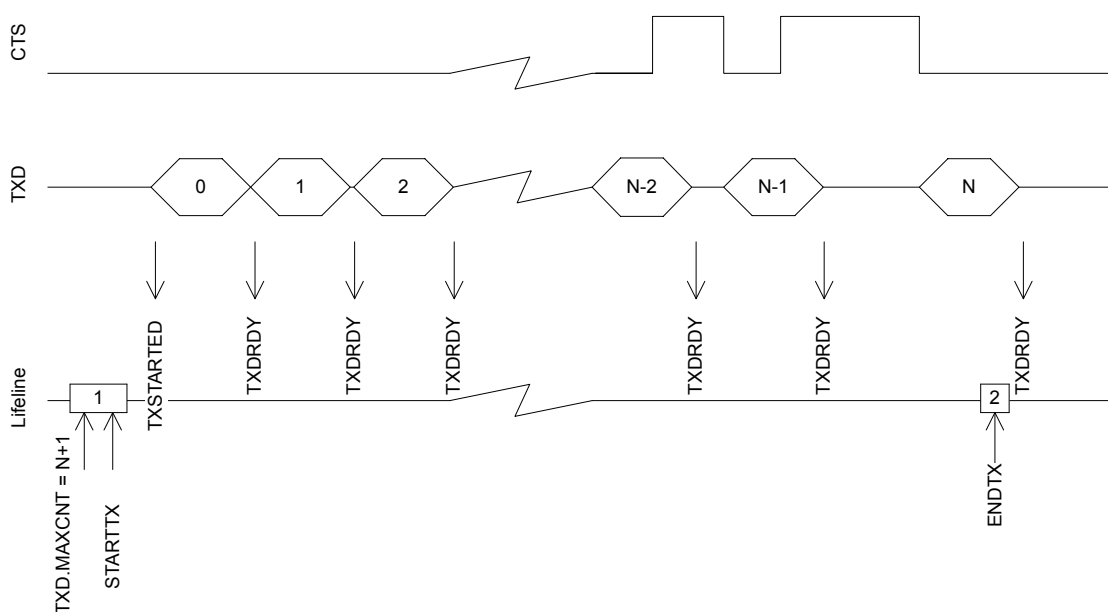 CTS
TXD
0
1
2
N-2
N-1
N
TXSTARTED
TXDRDY
TXDRDY
TXDRDY
TXDRDY
TXDRDY
TXDRDY
Lifeline
1
2
TXD.MAXCNT = N+1
STARTTX
ENDTX